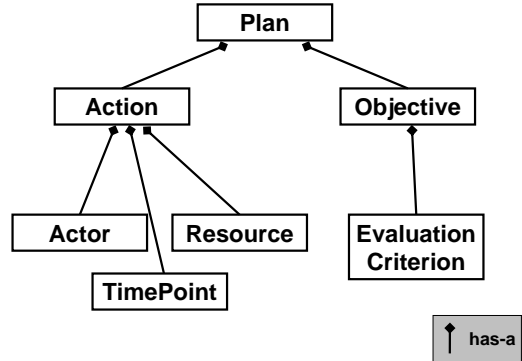 Plan
Action
Objective
Actor
Resource
TimePoint
Evaluation
Criterion
has-a